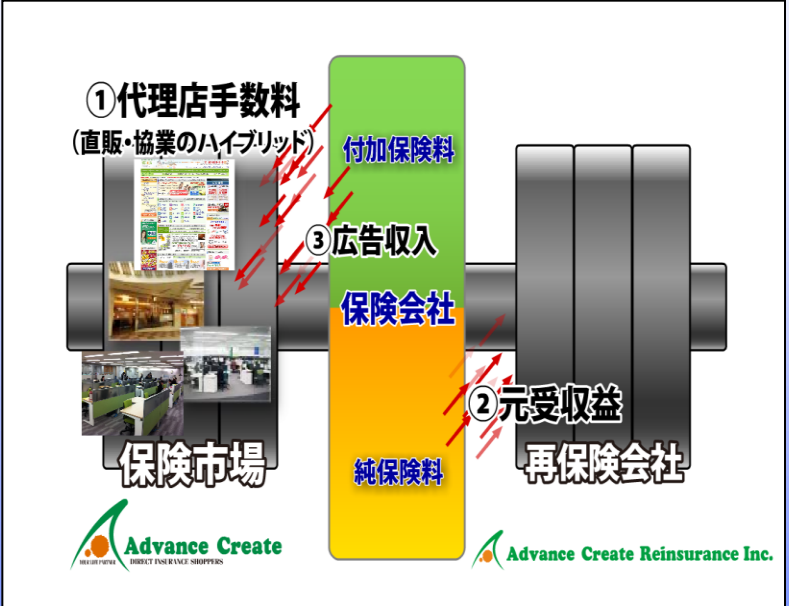 ①代理店手数料
(直販・協業のハイブリッド)
付加保険料
③広告収入
保険会社
②元受収益
純保険料
保険市場
再保険会社
Advance Create
DIRECT INSURANCE SHOPPERS
Advance Create Reinsurance Inc.